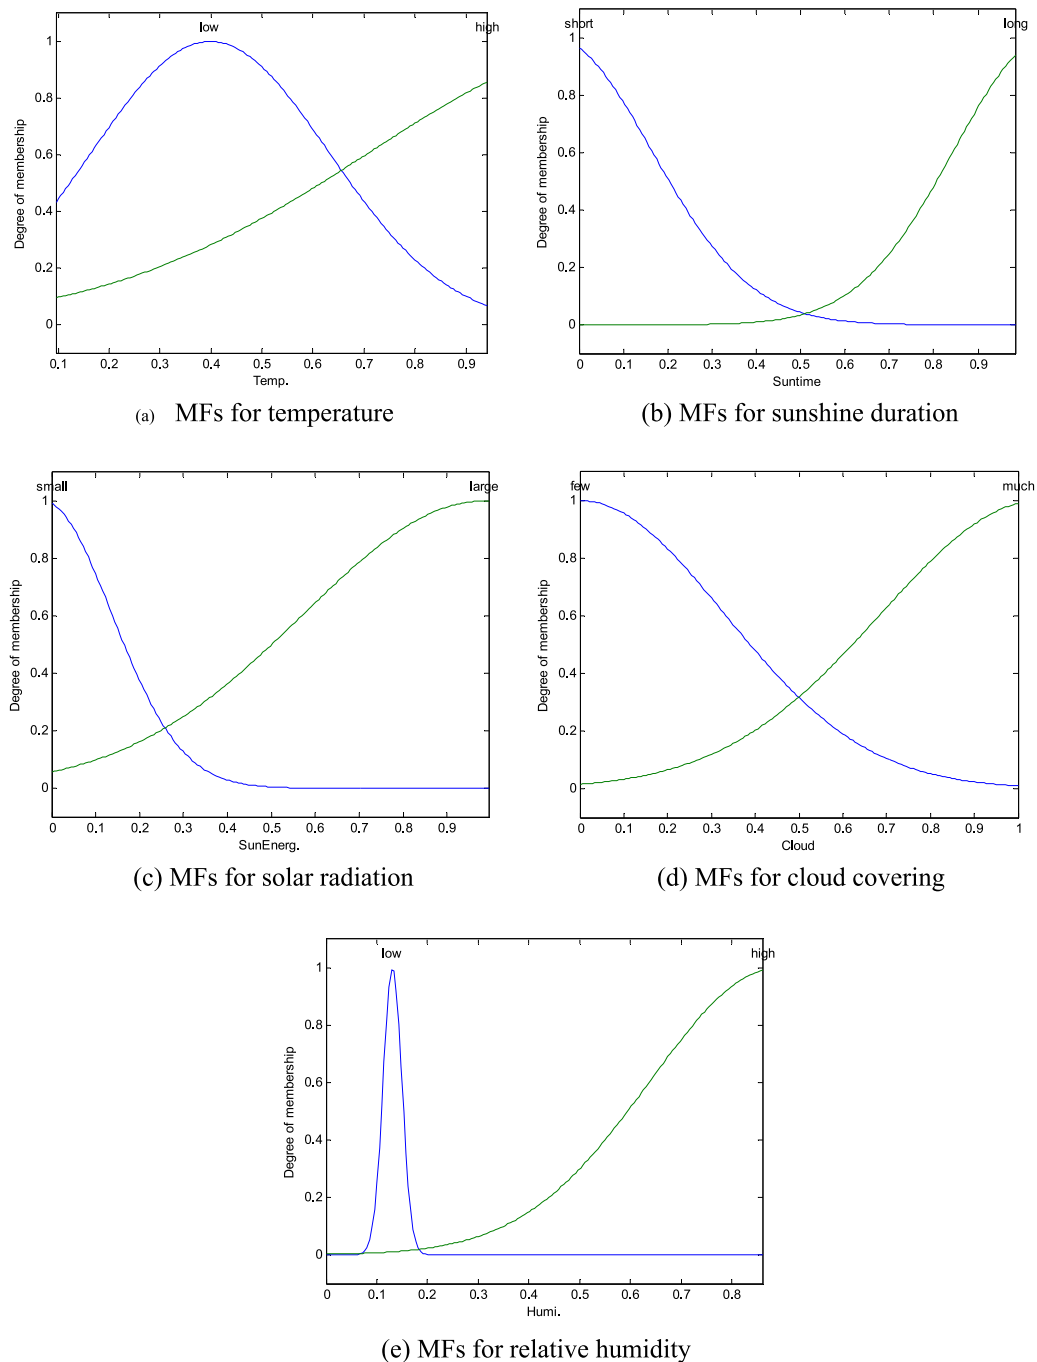 low high
1
0.8
0.6
0.4
0.2
0
Degree of membership
0.1 0.2 0.3 0.4 0.5 0.6 0.7 0.8 0.9
Temp.
(a) MFs for temperature
short long
1
0.8
0.6
0.4
0.2
0
Degree of membership
0 0.1 0.2 0.3 0.4 0.5 0.6 0.7 0.8 0.9
Suntime
(b) MFs for sunshine duration
small large
1
0.8
0.6
0.4
0.2
0
Degree of membership
0 0.1 0.2 0.3 0.4 0.5 0.6 0.7 0.8 0.9
SunEnerg.
(c) MFs for solar radiation
few much
1
0.8
0.6
0.4
0.2
0
Degree of membership
0 0.1 0.2 0.3 0.4 0.5 0.6 0.7 0.8 0.9 1
Cloud
(d) MFs for cloud covering
low high
1
0.8
0.6
0.4
0.2
0
Degree of membership
0 0.1 0.2 0.3 0.4 0.5 0.6 0.7 0.8
Humi.
(e) MFs for relative humidity